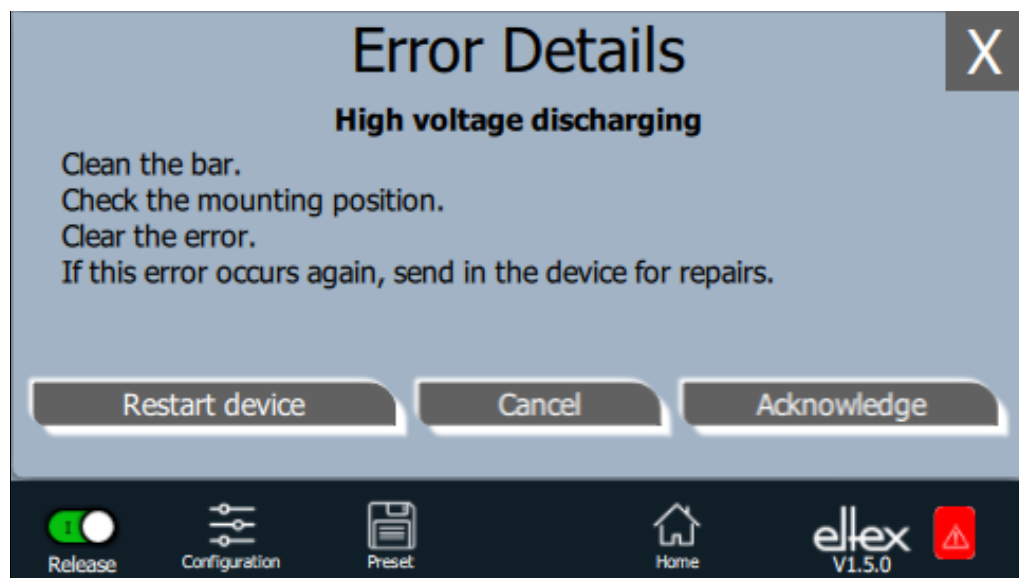 Error Details
X
High voltage discharging
Clean the bar.
Check the mounting position.
Clear the error.
If this error occurs again, send in the device for repairs.
Restart device
Cancel
Acknowledge
I
Release
Configuration
Preset
Home
eltex
V1.5.0